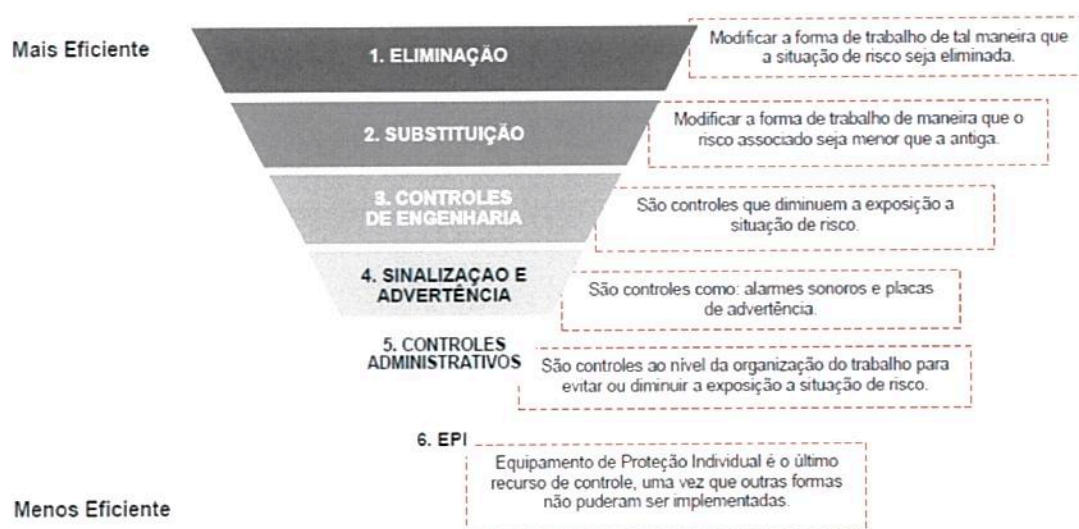 Mais Eficiente
1. ELIMINAÇÃO
Modificar a forma de trabalho de tal maneira que
a situação de risco seja eliminada.
2. SUBSTITUIÇÃO
Modificar a forma de trabalho de maneira que o
risco associado seja menor que a antiga.
3. CONTROLES
DE ENGENHARIA
São controles que diminuem a exposição a
situação de risco.
4. SINALIZAÇAO E
ADVERTÊNCIA
São controles como: alarmes sonoros e placas
de advertência.
5. CONTROLES
ADMINISTRATIVOS
São controles ao nível da organização do trabalho para
evitar ou diminuir a exposição a situação de risco.
6. EPI
Equipamento de Proteção Individual é o último
recurso de controle, uma vez que outras formas
não puderam ser implementadas.
Menos Eficiente